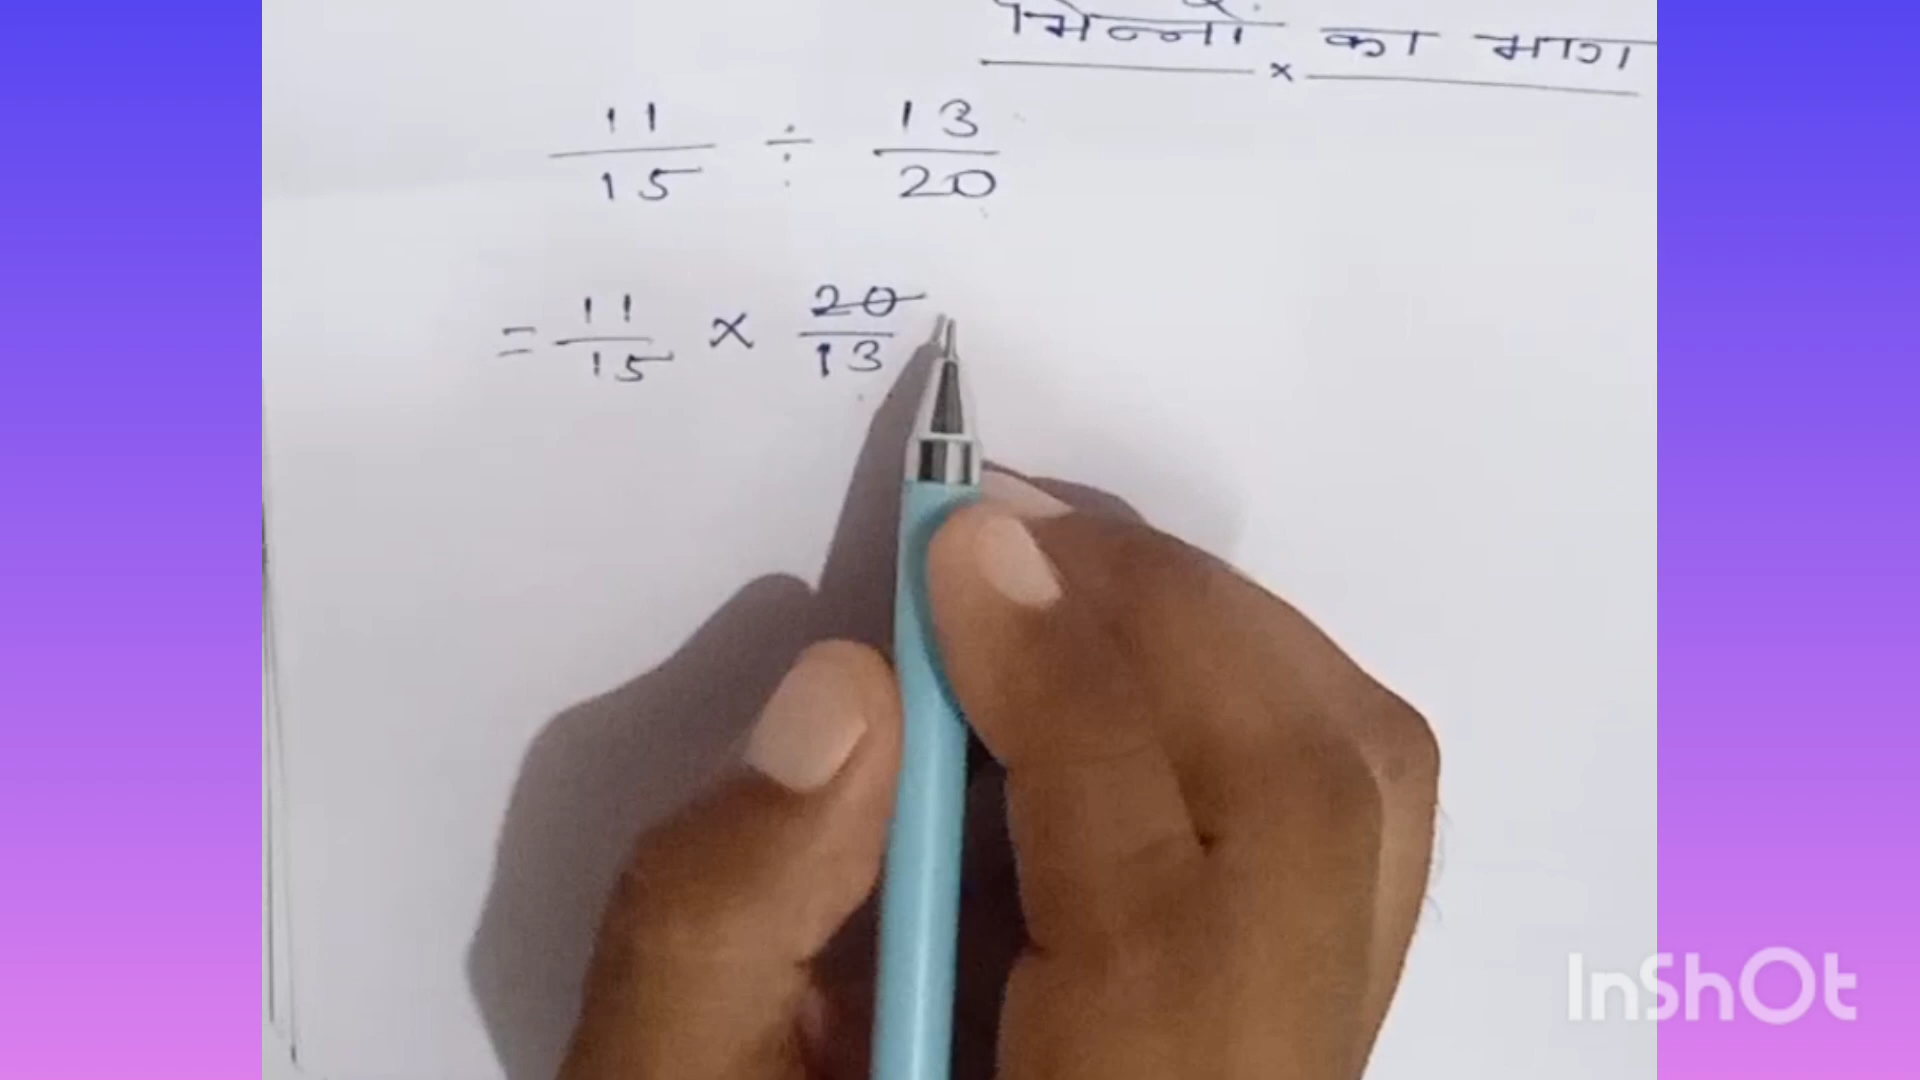 भिन्नों का भाग
x
11/15 ÷ 13/20
= 11/15 x 20/13
InShOt